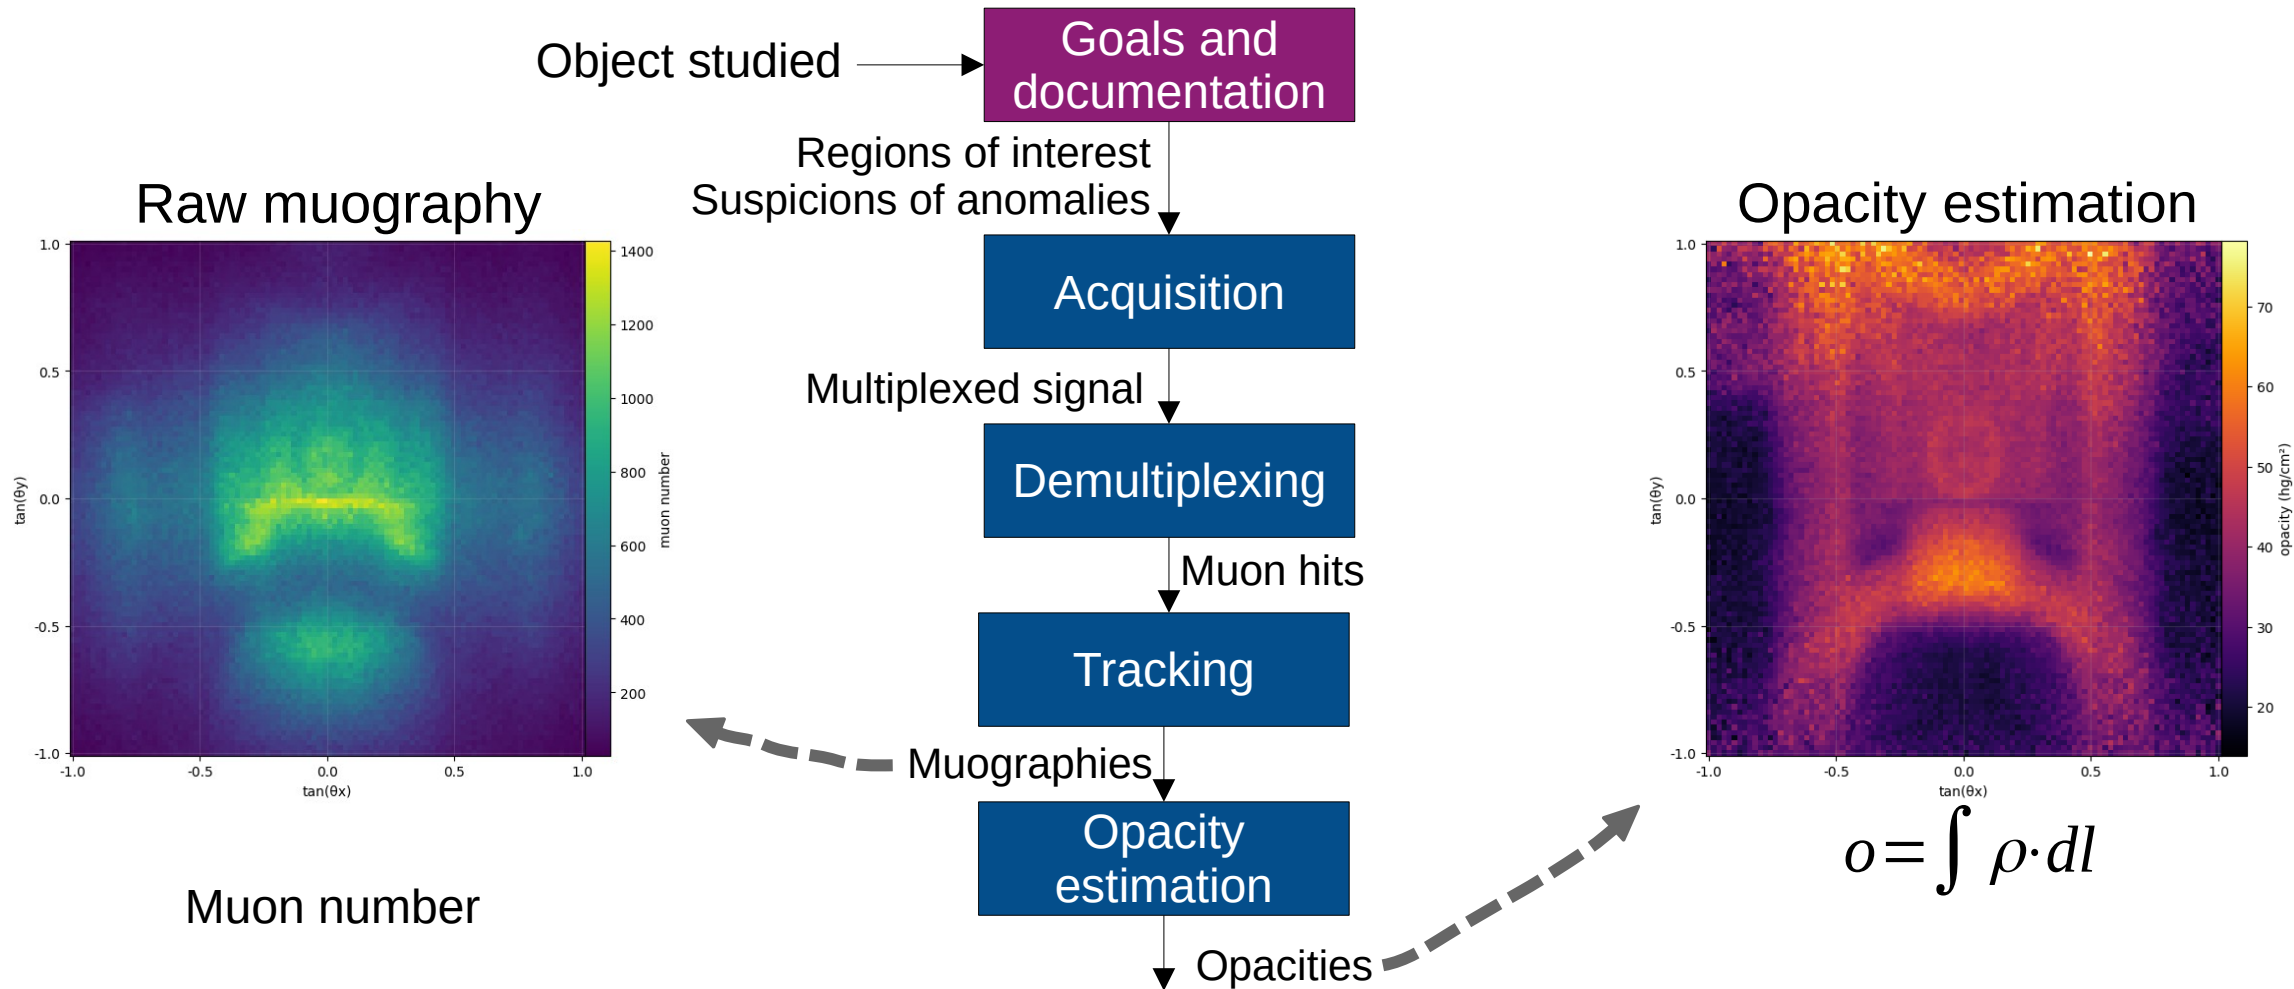 Object studied
Goals and
documentation
Regions of interest
Suspicions of anomalies
Raw muography
Opacity estimation
Acquisition
Multiplexed signal
Demultiplexing
Muon hits
Tracking
Muographies
Opacity
estimation
Opacities
1.0
0.5
0.0
-0.5
-1.0
tan(θy)
-1.0 -0.5 0.0 0.5 1.0
tan(θx)
1400
1200
1000
800
600
400
200
muon number
Muon number
1.0
0.5
0.0
-0.5
-1.0
tan(θy)
-1.0 -0.5 0.0 0.5 1.0
tan(θx)
70
60
50
40
30
20
opacity (hg/cm²)
o=∫ ρ·dl